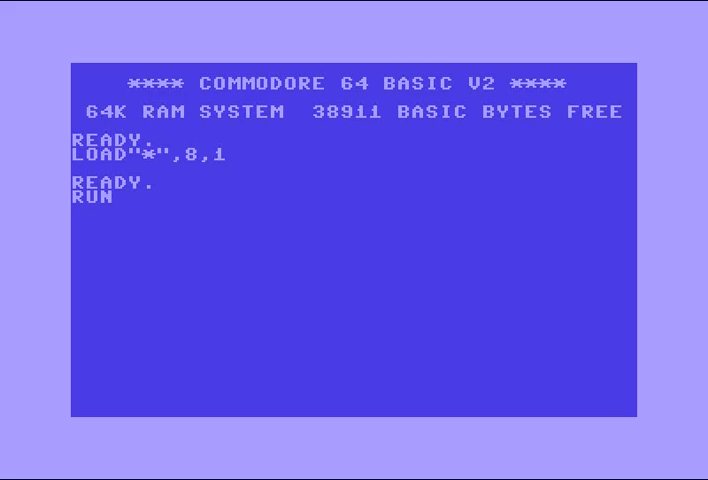 **** COMMODORE 64 BASIC V2 ****
64K RAM SYSTEM  38911 BASIC BYTES FREE
READY.
LOAD"*",8,1
READY.
RUN